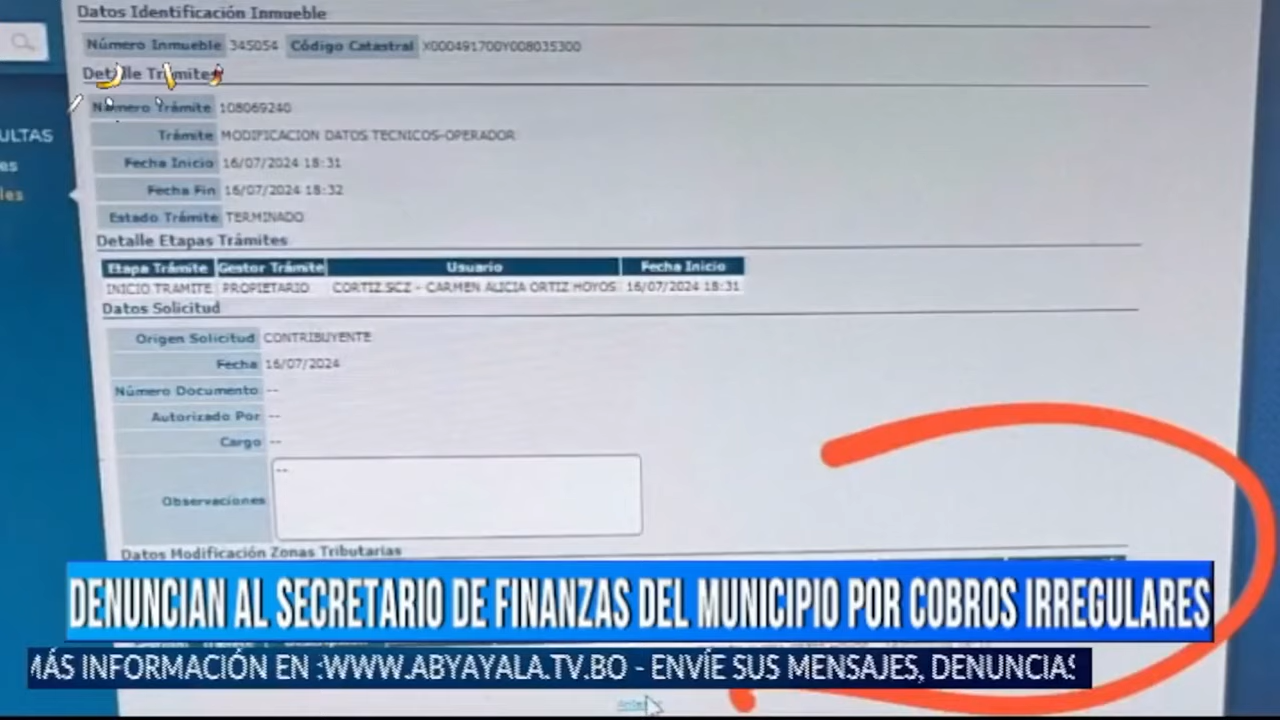 Datos Identificación Inmueble
Número Inmueble 345054 Código Catastral X000491700Y008035300
Detalle Trámites
Número Trámite 108069240
ULTAS
Trámite MODIFICACION DATOS TECNICOS-OPERADOR
es
Fecha Inicio 16/07/2024 18:31
les
Fecha Fin 16/07/2024 18:32
Estado Trámite TERMINADO
Detalle Etapas Trámites
Etapa Trámite Gestor Trámite Usuario Fecha Inicio
INICIO TRAMITE PROPIETARIO CORTIZ.SCZ - CARMEN ALICIA ORTIZ HOYOS 16/07/2024 18:31
Datos Solicitud
Origen Solicitud CONTRIBUYENTE
Fecha 16/07/2024
Número Documento --
Autorizado Por --
Cargo --
--
Observaciones
Datos Modificación Zonas Tributarias
DENUNCIAN AL SECRETARIO DE FINANZAS DEL MUNICIPIO POR COBROS IRREGULARES
MÁS INFORMACIÓN EN :WWW.ABYAYALA.TV.BO - ENVÍE SUS MENSAJES, DENUNCIAS